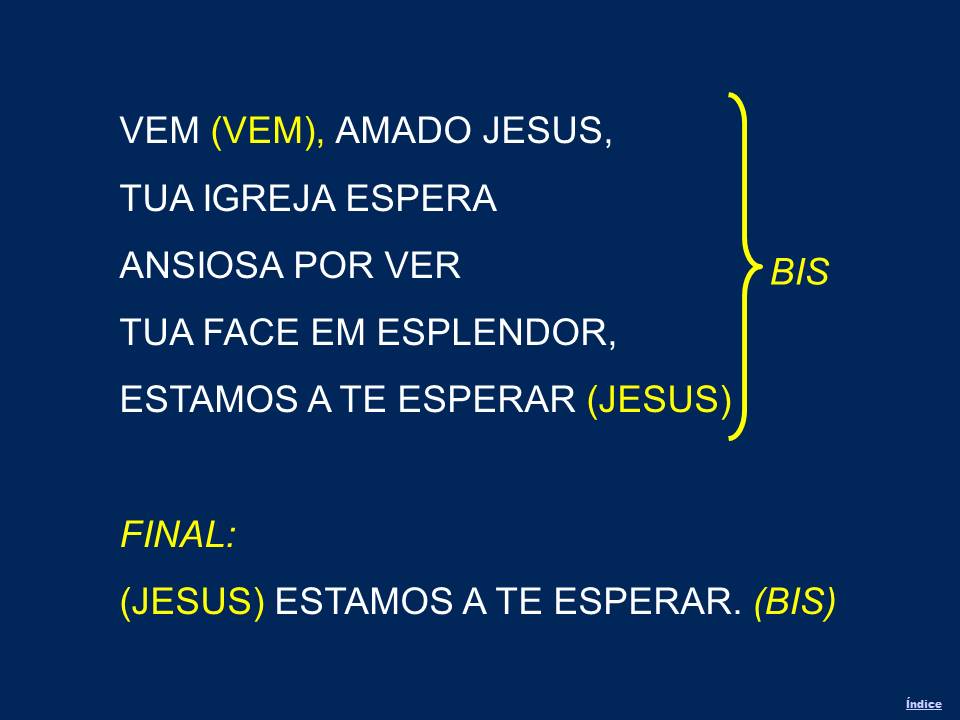 VEM (VEM), AMADO JESUS,
TUA IGREJA ESPERA
ANSIOSA POR VER
TUA FACE EM ESPLENDOR,
ESTAMOS A TE ESPERAR (JESUS)
BIS
FINAL:
(JESUS) ESTAMOS A TE ESPERAR. (BIS)
Índice